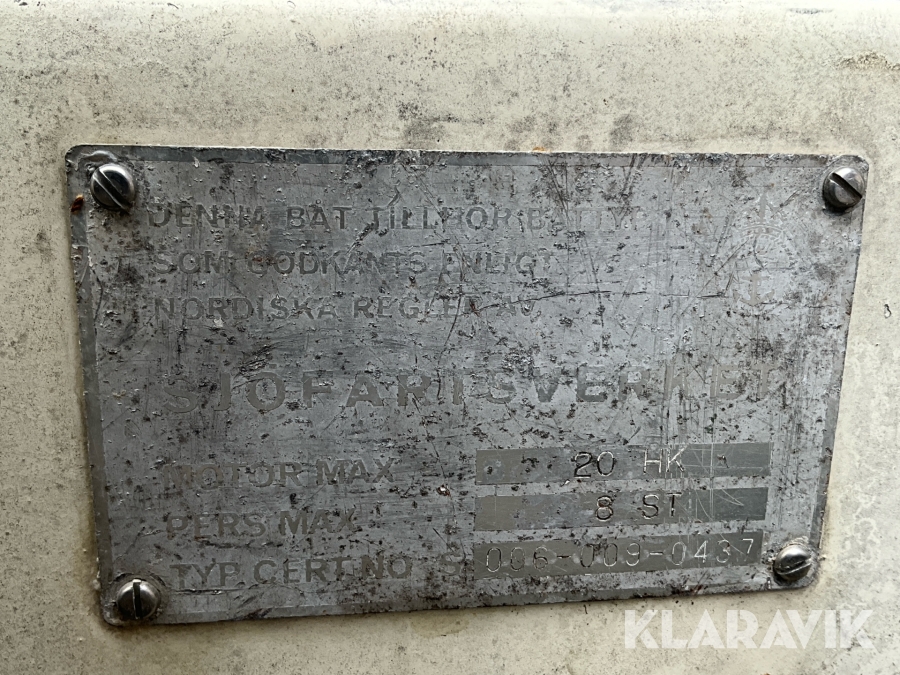 DENNA BÅT TILLHÖR BÅTTYP
SOM GODKÄNTS ENLIGT
NORDISKA REGLER AV
SJÖFARTSVERKET
MOTOR MAX 20 HK
PERS MAX 8 ST
TYP CERT NO S 006-009-0437
KLARAVIK